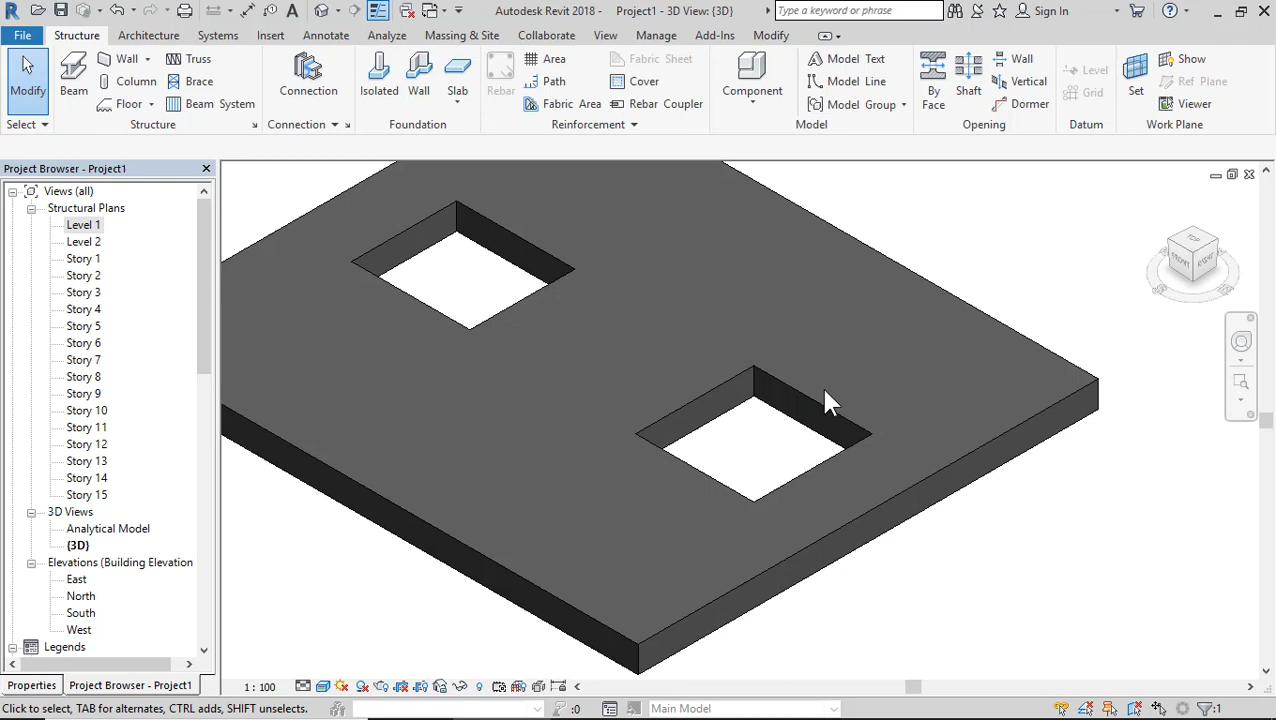 Autodesk Revit 2018 - Project1 - 3D View: {3D}
Type a keyword or phrase
Sign In
File Structure Architecture Systems Insert Annotate Analyze Massing & Site Collaborate View Manage Add-Ins Modify
Modify
Select
Beam
Wall
Column
Floor
Truss
Brace
Beam System
Structure
Connection
Connection
Isolated
Wall
Slab
Foundation
Rebar
Area
Path
Fabric Area
Fabric Sheet
Cover
Rebar Coupler
Reinforcement
Component
Model Text
Model Line
Model Group
Model
By
Face
Shaft
Wall
Vertical
Dormer
Opening
Level
Grid
Datum
Set
Show
Ref Plane
Viewer
Work Plane
Project Browser - Project1
Views (all)
Structural Plans
Level 1
Level 2
Story 1
Story 2
Story 3
Story 4
Story 5
Story 6
Story 7
Story 8
Story 9
Story 10
Story 11
Story 12
Story 13
Story 14
Story 15
3D Views
Analytical Model
{3D}
Elevations (Building Elevation
East
North
South
West
Legends
Properties
Project Browser - Project1
TOP
FRONT
RIGHT
1 : 100
Click to select, TAB for alternates, CTRL adds, SHIFT unselects.
:0
Main Model
:1